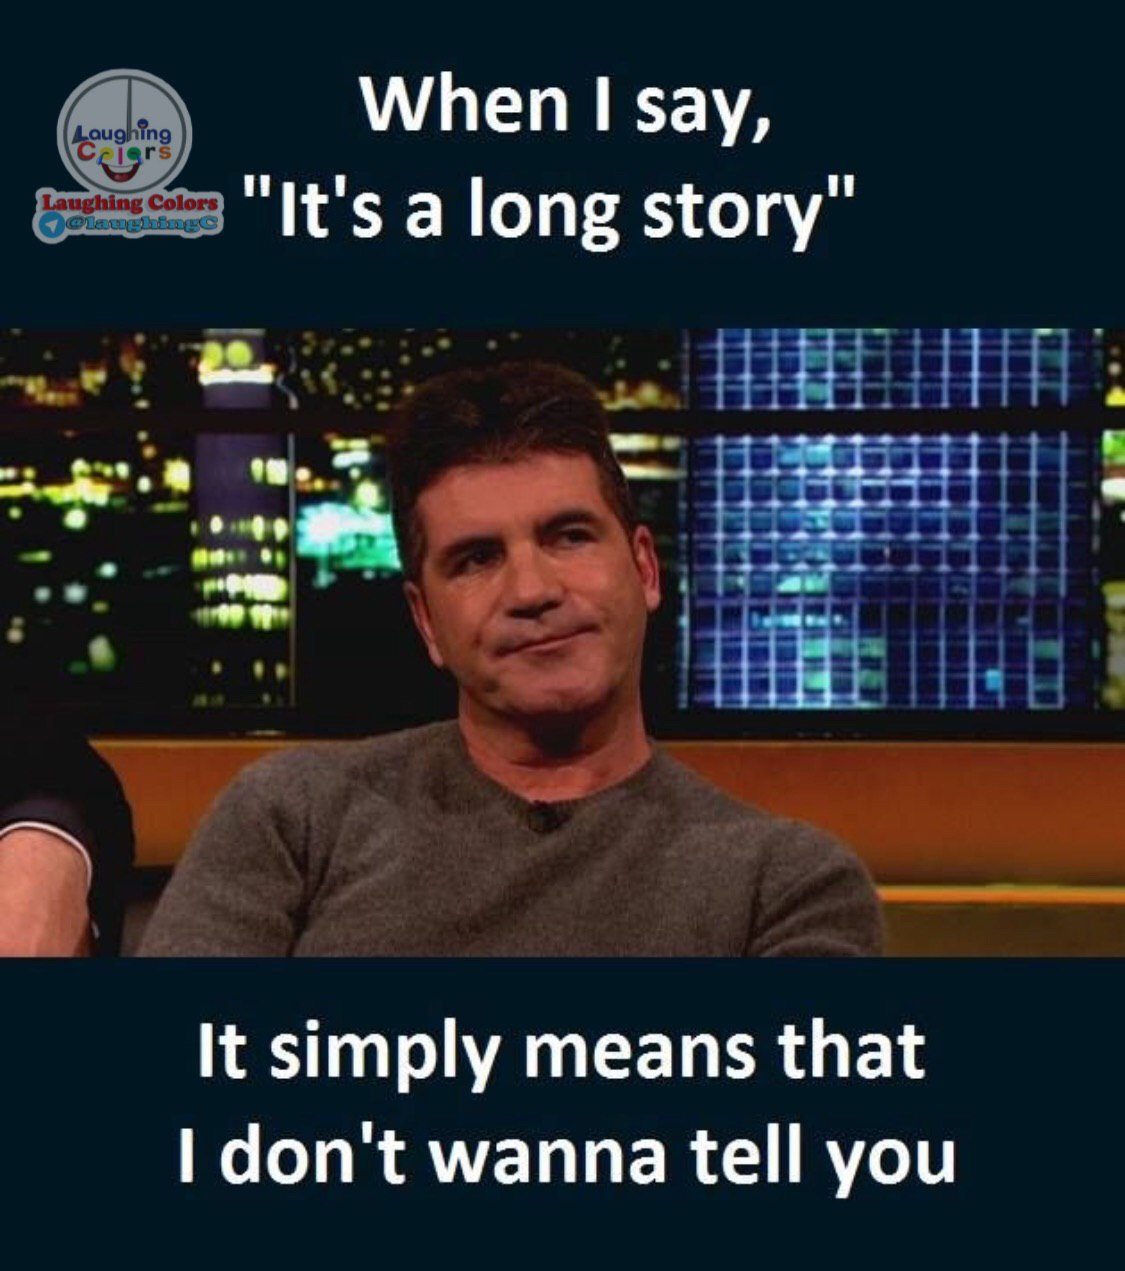 When I say,
Laughing
Colors
Laughing Colors
@laughingC
"It's a long story"
It simply means that
I don't wanna tell you